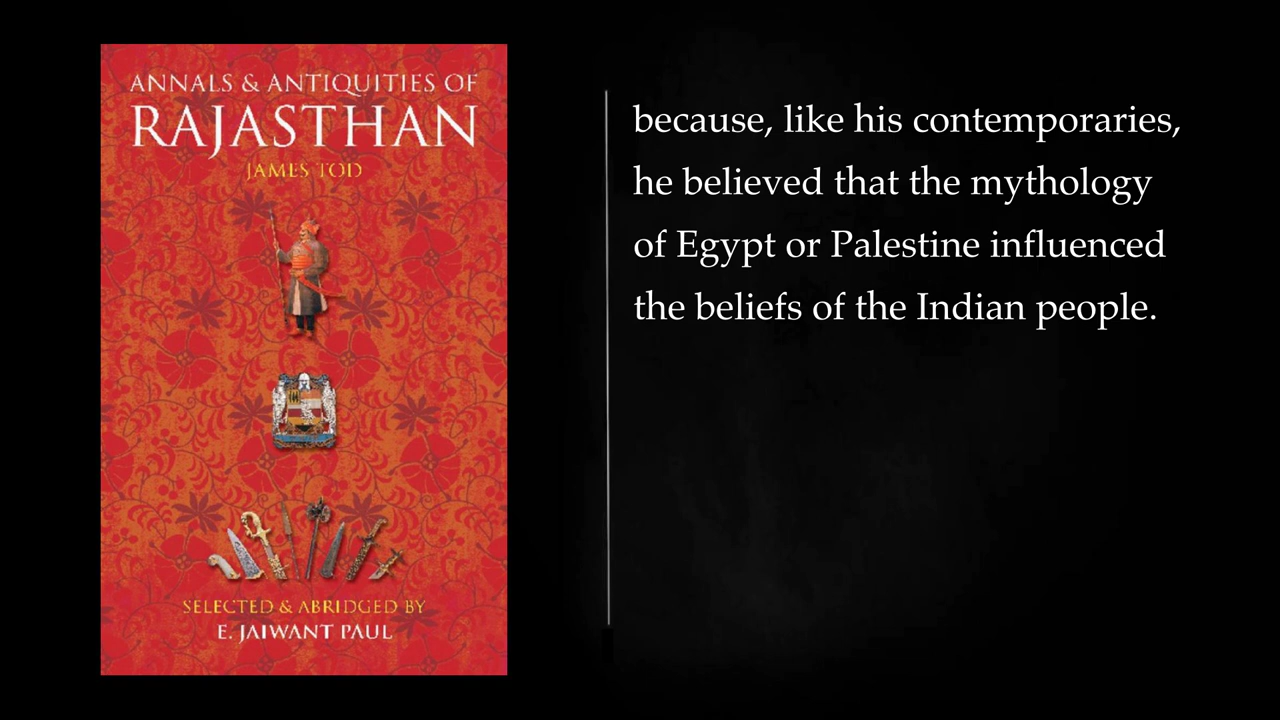 ANNALS & ANTIQUITIES OF
RAJASTHAN
JAMES TOD
SELECTED & ABRIDGED BY
E. JAIWANT PAUL
because, like his contemporaries,
he believed that the mythology
of Egypt or Palestine influenced
the beliefs of the Indian people.